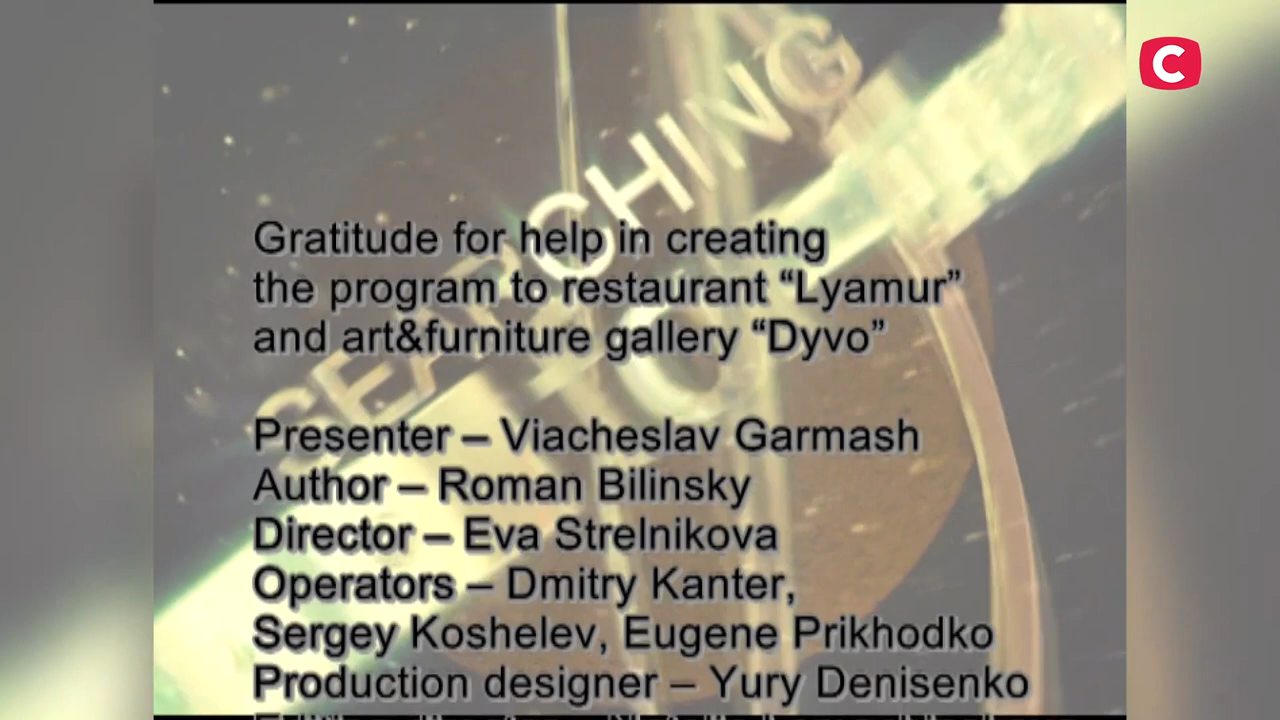 C
SEARCHING
Gratitude for help in creating
the program to restaurant “Lyamur”
and art&furniture gallery “Dyvo”
Presenter – Viacheslav Garmash
Author – Roman Bilinsky
Director – Eva Strelnikova
Operators – Dmitry Kanter,
Sergey Koshelev, Eugene Prikhodko
Production designer – Yury Denisenko